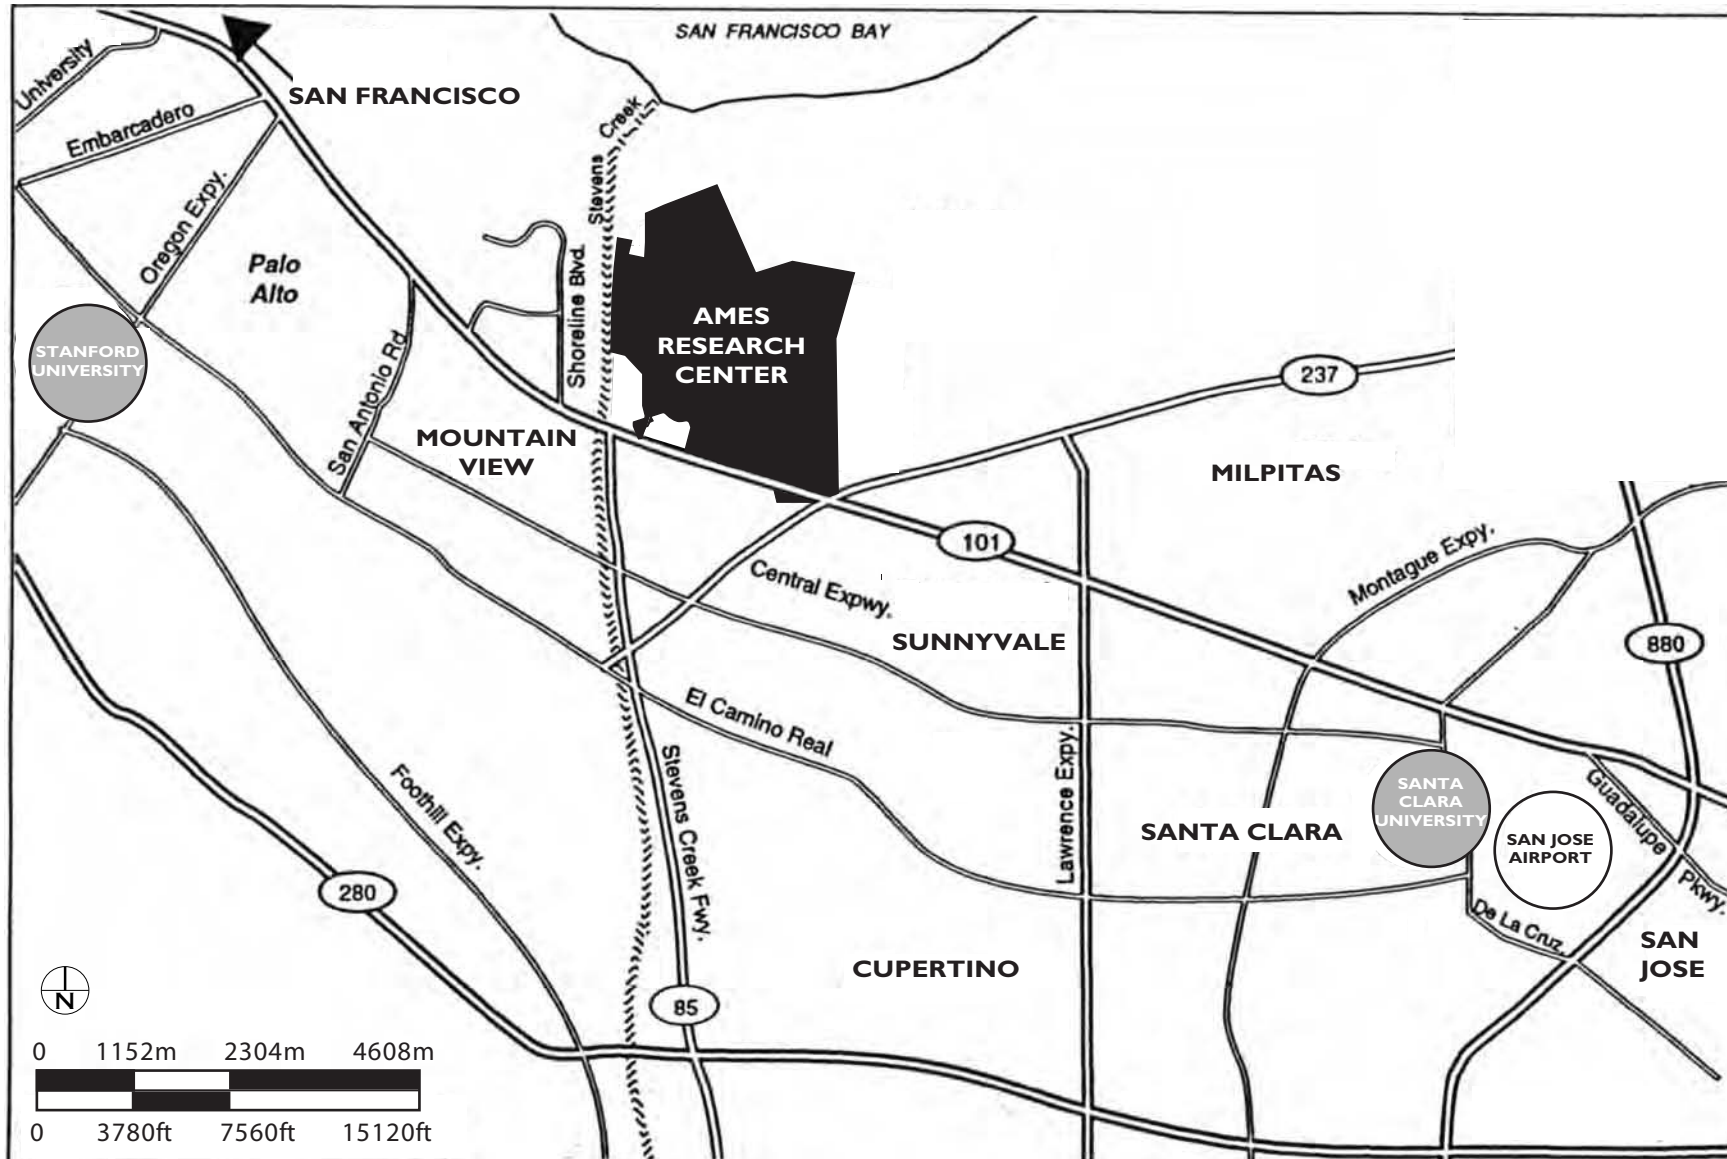 SAN FRANCISCO BAY
University
SAN FRANCISCO
Embarcadero
Creek
Stevens
Oregon Expy.
Palo
Alto
Shoreline Blvd.
AMES
RESEARCH
CENTER
STANFORD
UNIVERSITY
San Antonio Rd
237
MOUNTAIN
VIEW
MILPITAS
101
Montague Expy.
Central Expwy.
SUNNYVALE
880
El Camino Real
Lawrence Expy.
Stevens Creek Fwy.
Foothill Expy.
SANTA
CLARA
UNIVERSITY
Guadalupe
Pkwy.
SANTA CLARA
SAN JOSE
AIRPORT
280
De La Cruz
SAN
JOSE
CUPERTINO
85
N
0 1152m 2304m 4608m
0 3780ft 7560ft 15120ft